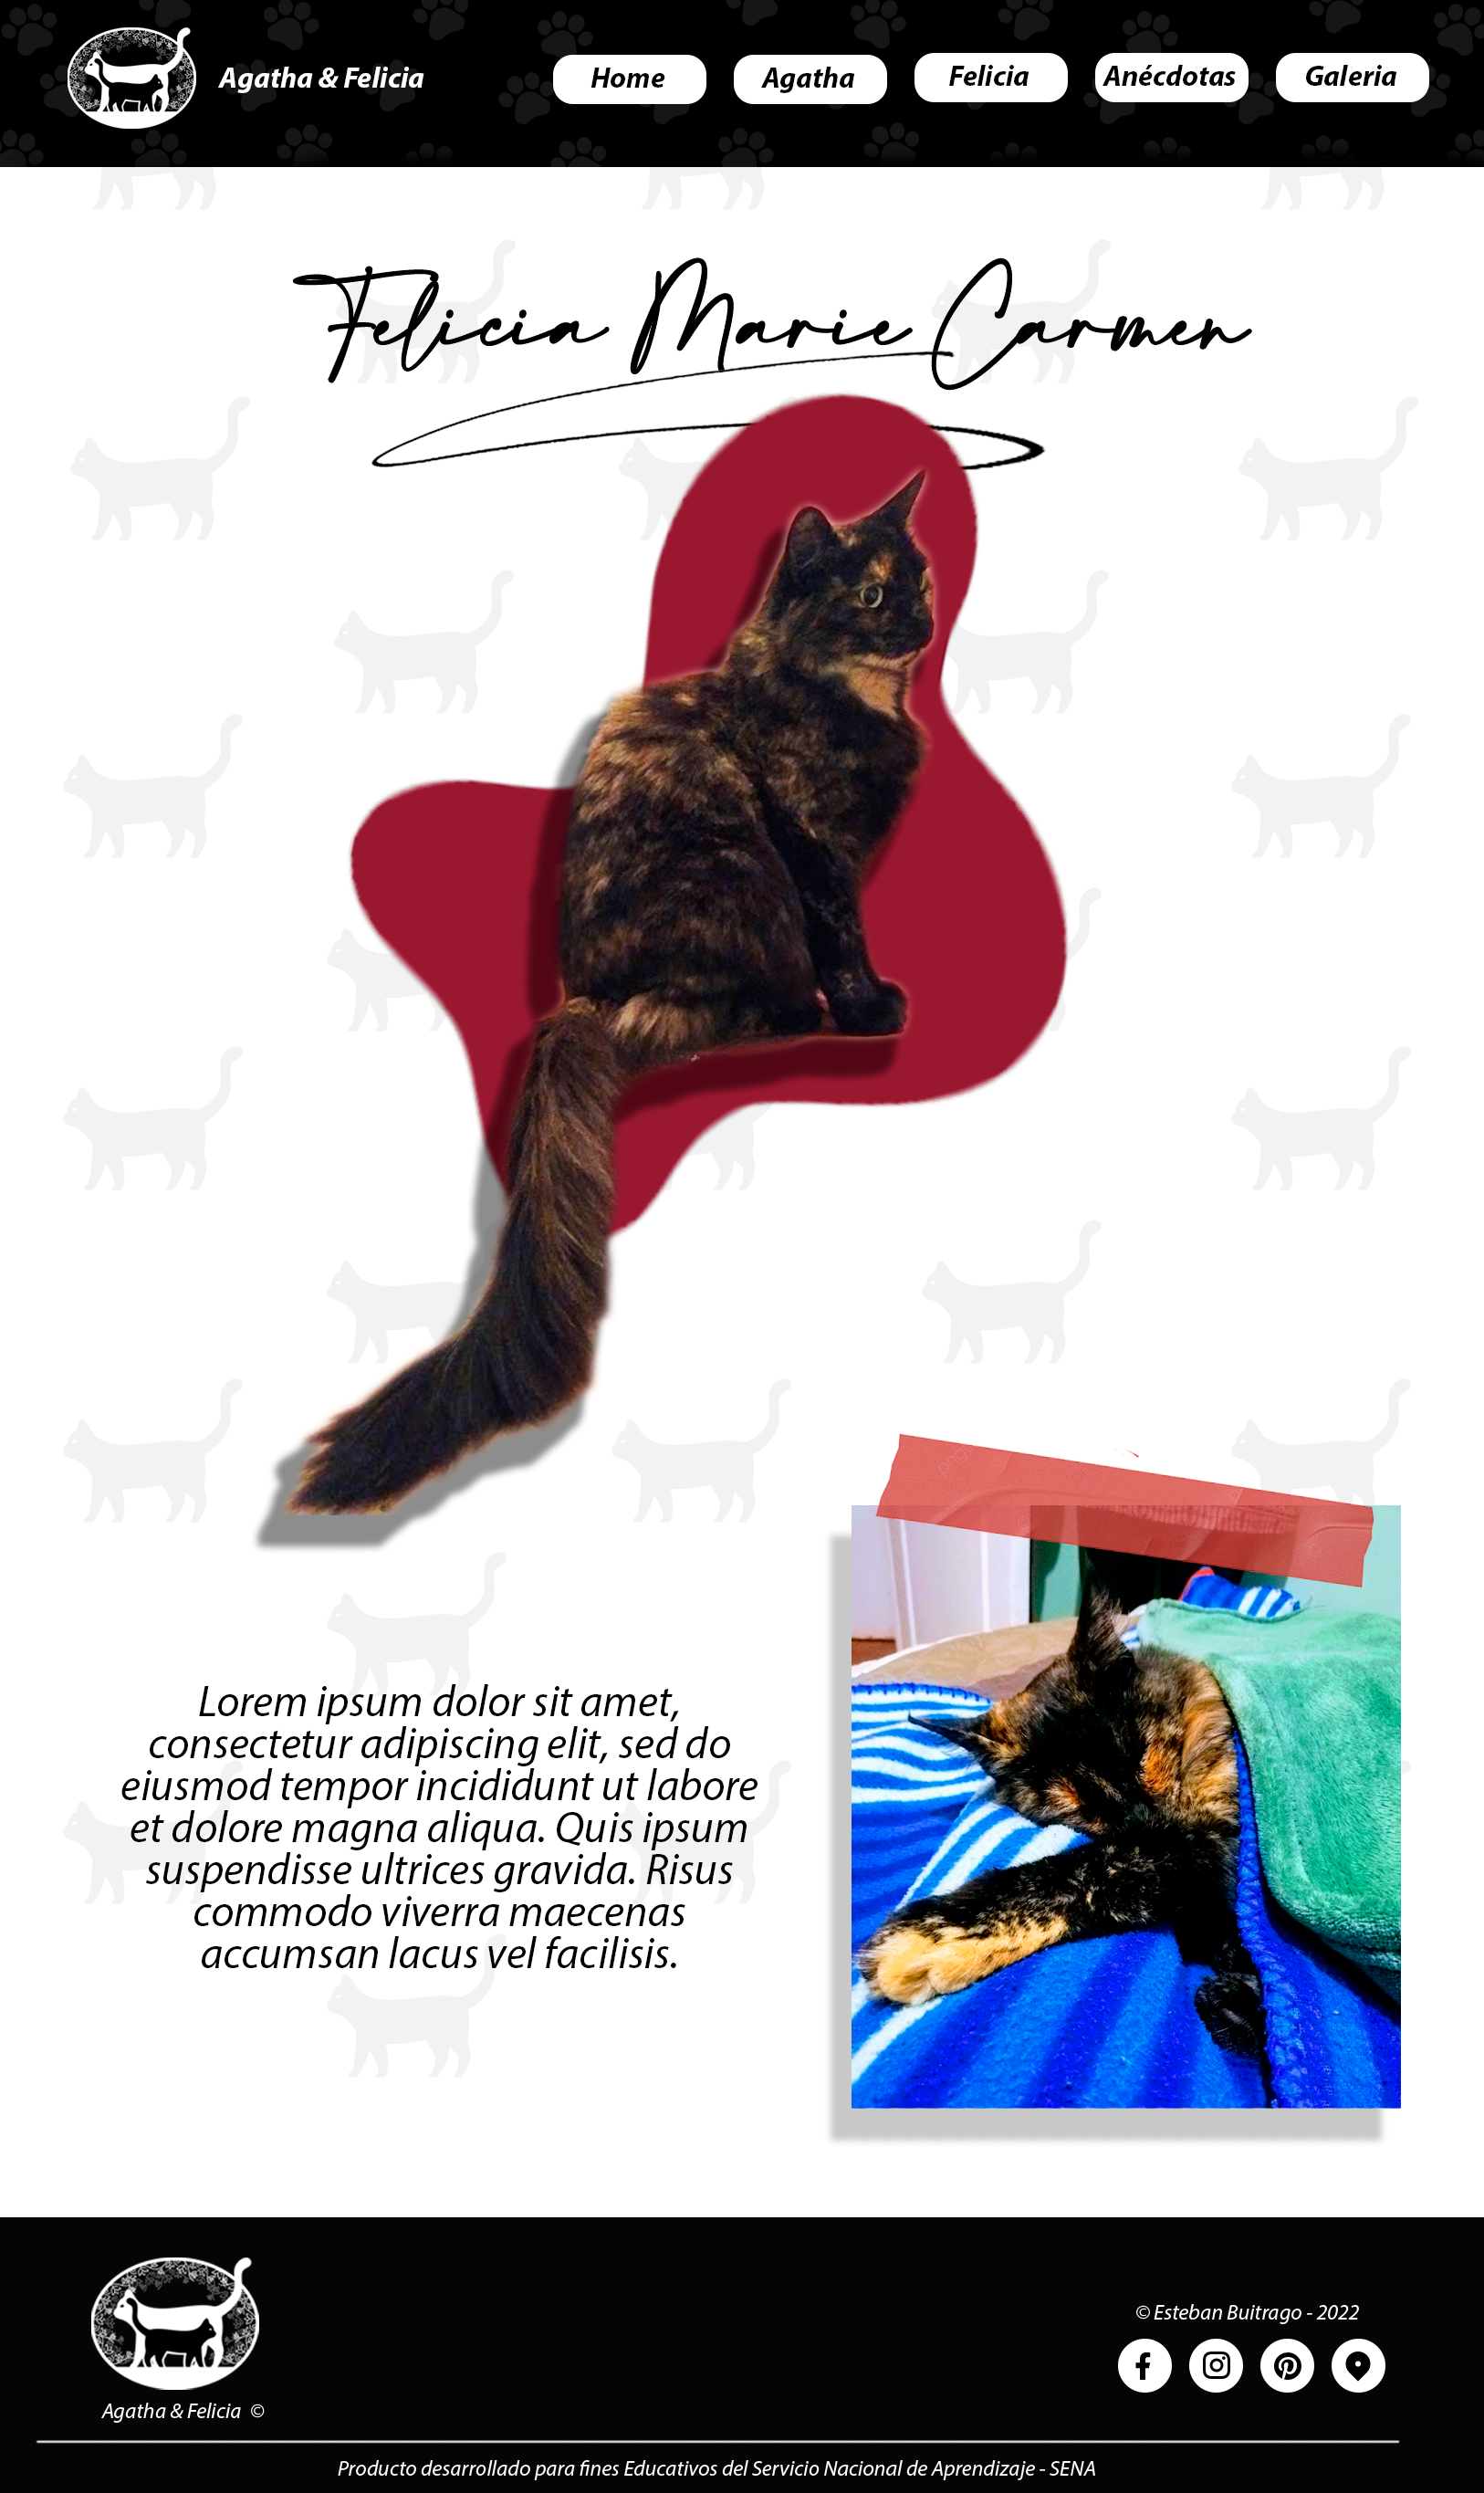 Agatha & Felicia
Home
Agatha
Felicia
Anécdotas
Galeria
Felicia Marie Carmen
Lorem ipsum dolor sit amet,
consectetur adipiscing elit, sed do
eiusmod tempor incididunt ut labore
et dolore magna aliqua. Quis ipsum
suspendisse ultrices gravida. Risus
commodo viverra maecenas
accumsan lacus vel facilisis.
© Esteban Buitrago - 2022
Agatha & Felicia ©
Producto desarrollado para fines Educativos del Servicio Nacional de Aprendizaje - SENA